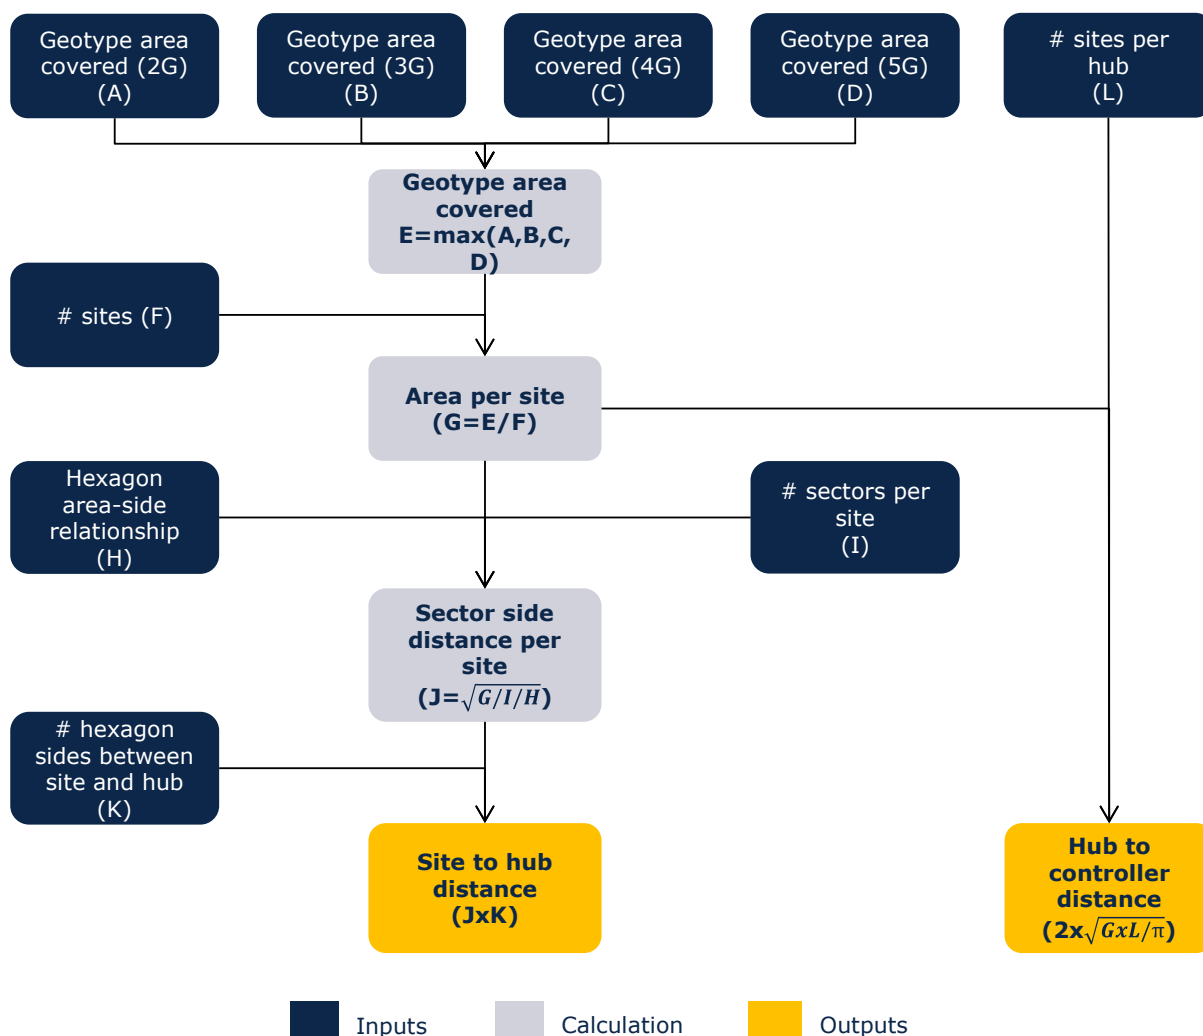 Geotype area
covered (2G)
(A)
Geotype area
covered (3G)
(B)
Geotype area
covered (4G)
(C)
Geotype area
covered (5G)
(D)
# sites per
hub
(L)
Geotype area
covered
E=max(A,B,C,
D)
# sites (F)
Area per site
(G=E/F)
Hexagon
area-side
relationship
(H)
# sectors per
site
(I)
Sector side
distance per
site
(J=√G/I/H)
# hexagon
sides between
site and hub
(K)
Site to hub
distance
(JxK)
Hub to
controller
distance
(2x√GxL/π)
Inputs
Calculation
Outputs